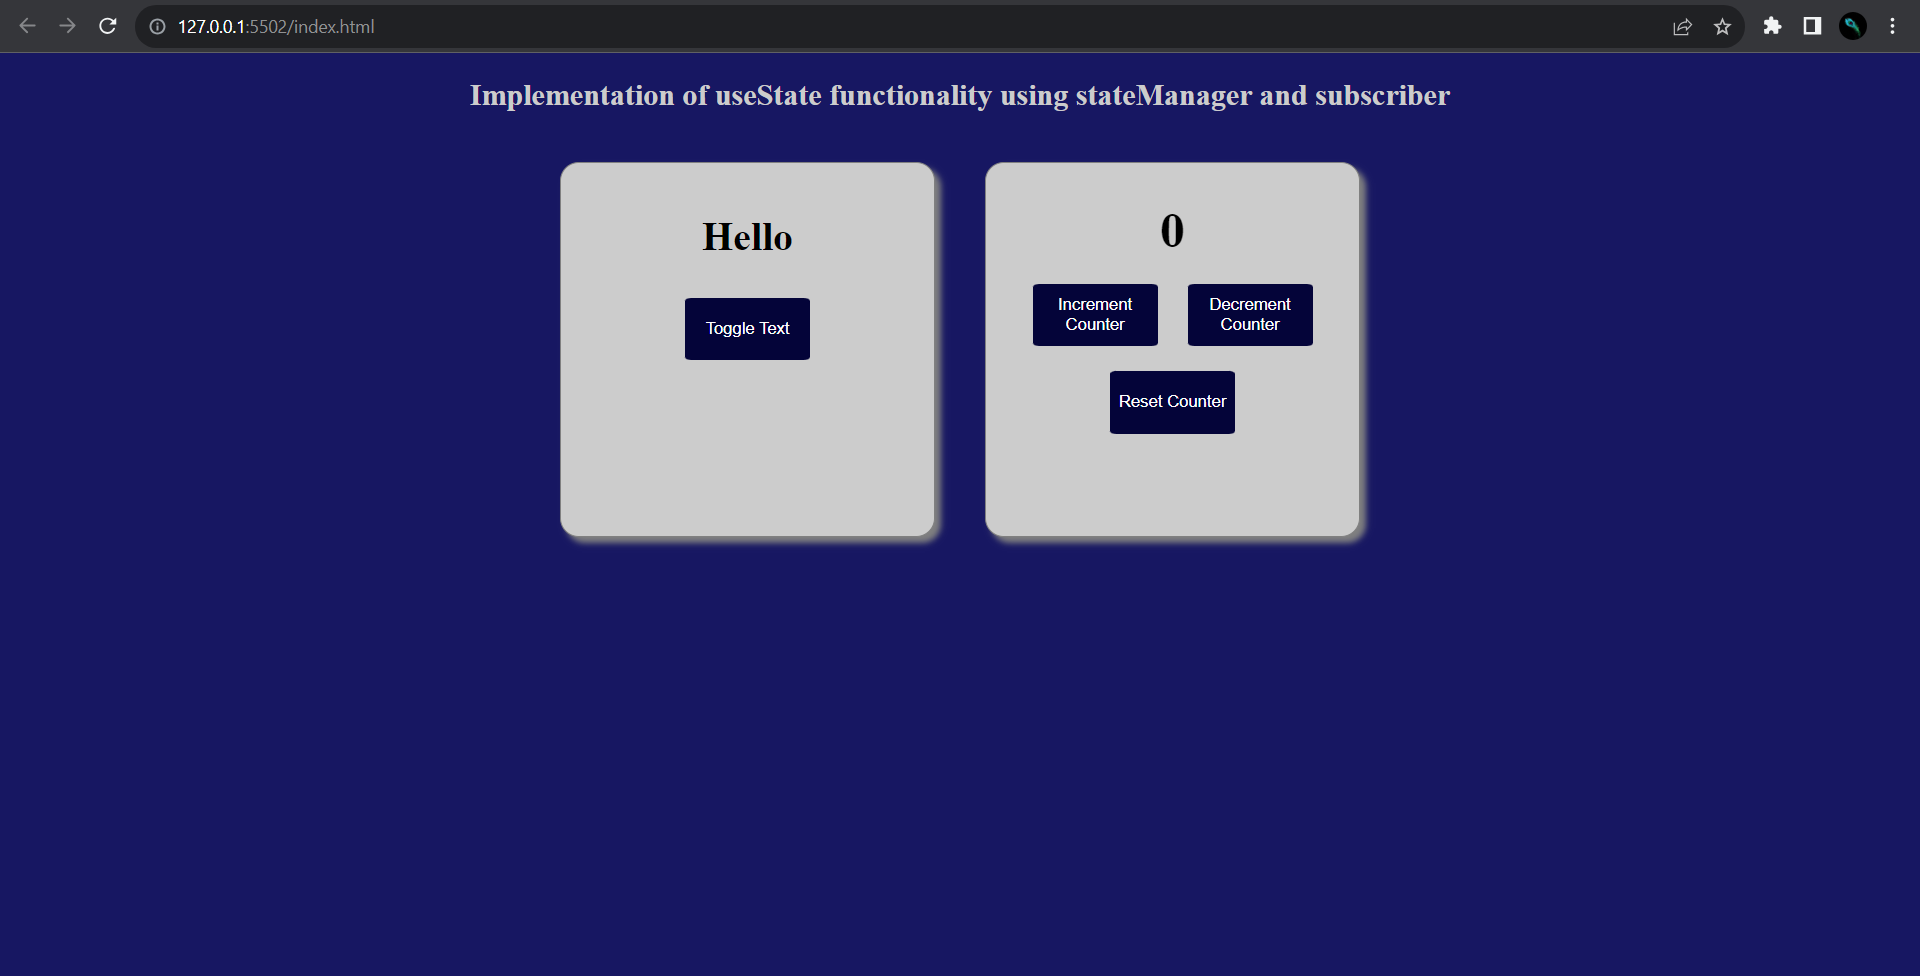 127.0.0.1:5502/index.html
Implementation of useState functionality using stateManager and subscriber
Hello
Toggle Text
0
Increment
Counter
Decrement
Counter
Reset Counter